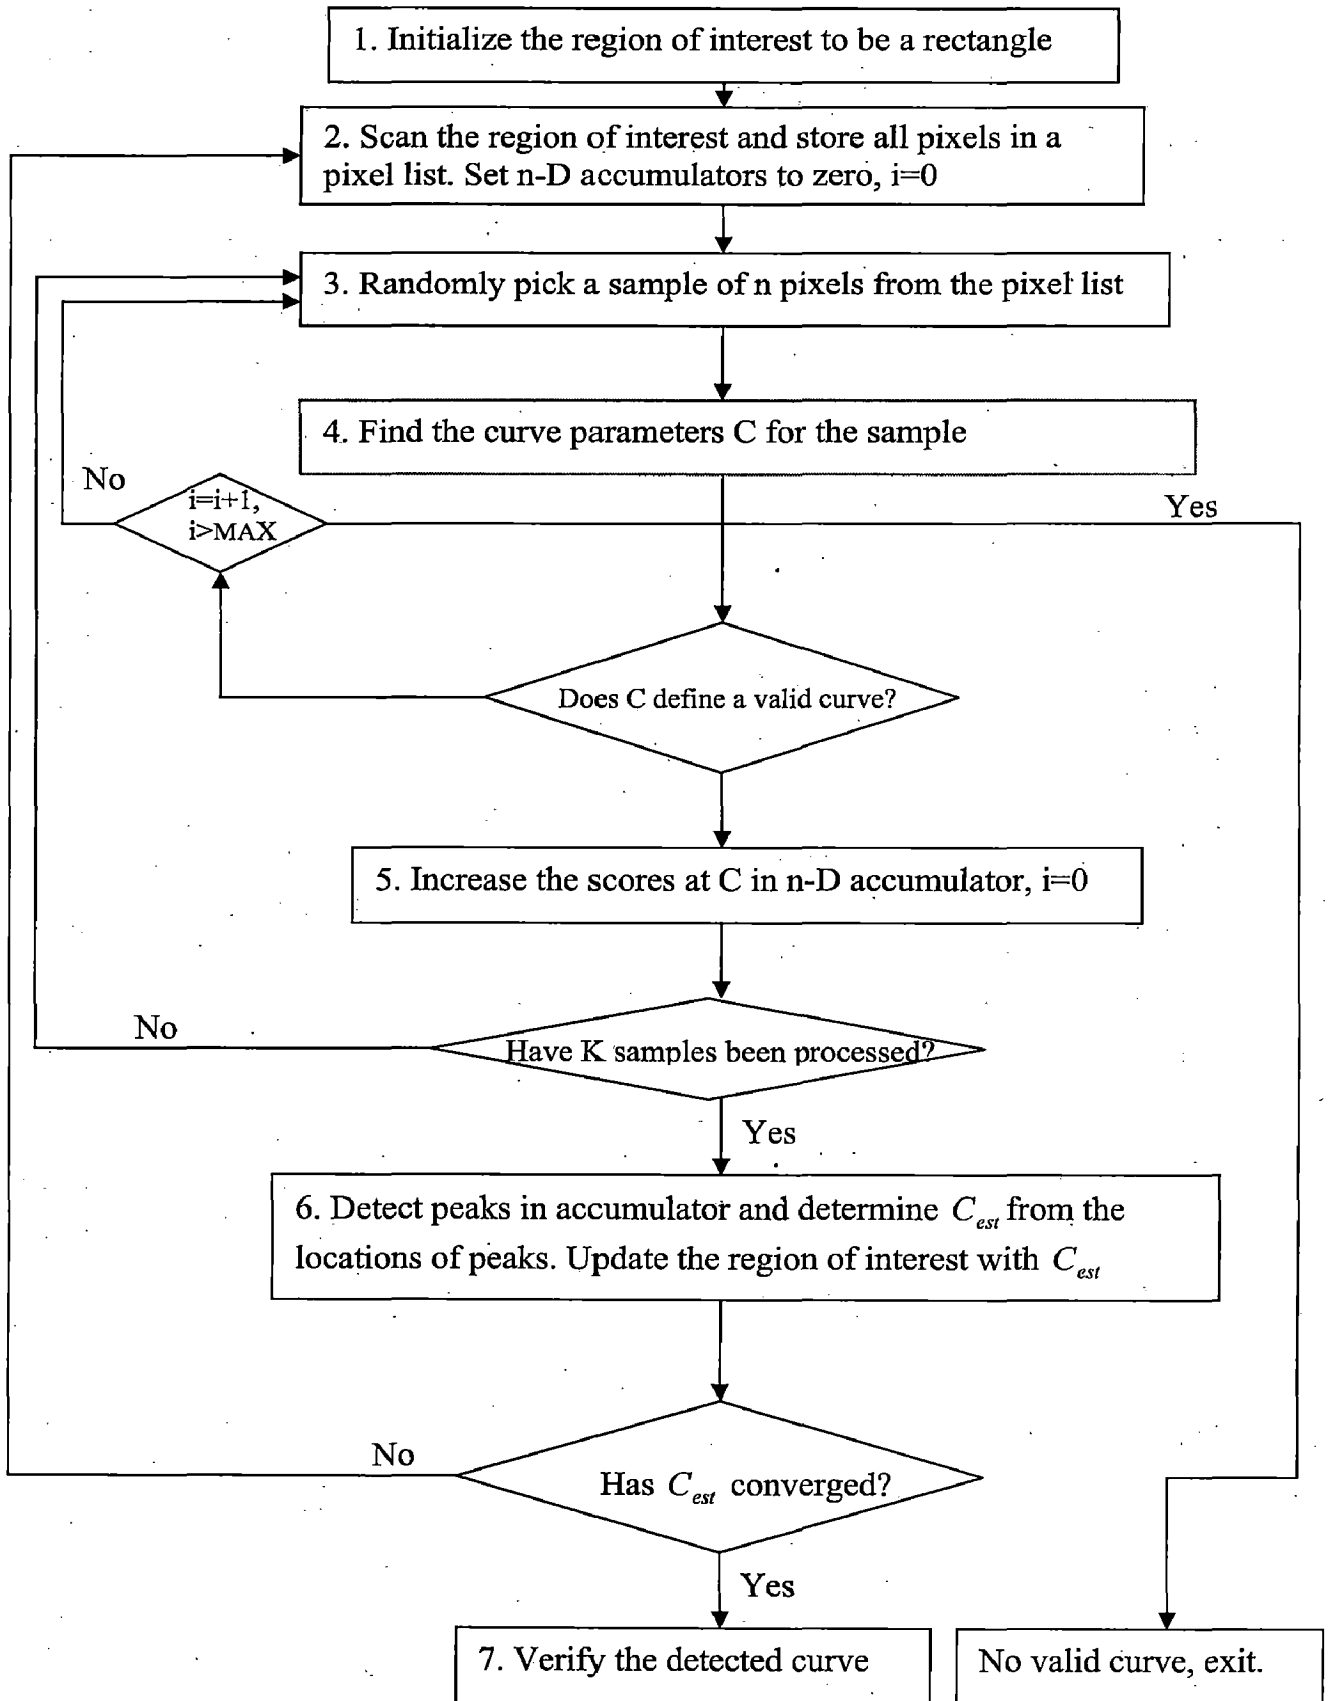 1. Initialize the region of interest to be a rectangle
2. Scan the region of interest and store all pixels in a
pixel list. Set n-D accumulators to zero, i=0
3. Randomly pick a sample of n pixels from the pixel list
4. Find the curve parameters C for the sample
No
i=i+1,
i>MAX
Yes
Does C define a valid curve?
5. Increase the scores at C in n-D accumulator, i=0
No
Have K samples been processed?
Yes
6. Detect peaks in accumulator and determine C_est from the
locations of peaks. Update the region of interest with C_est
No
Has C_est converged?
Yes
7. Verify the detected curve
No valid curve, exit.